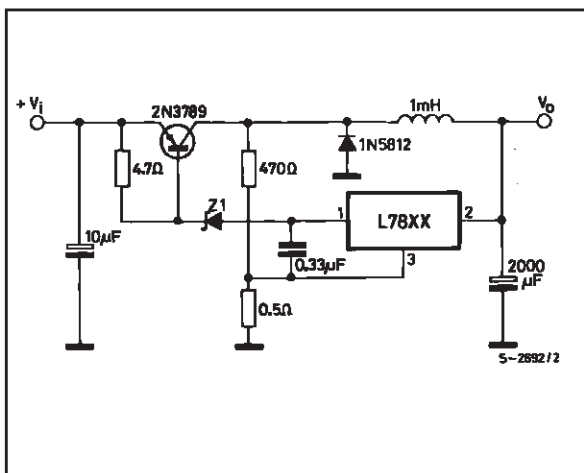 1mH
2N3789
+ Vi
Vo
1N5812
4.7Ω
470Ω
Z1
1
L78XX
2
10µF
3
0.33µF
2000
µF
0.5Ω
S-2892/2